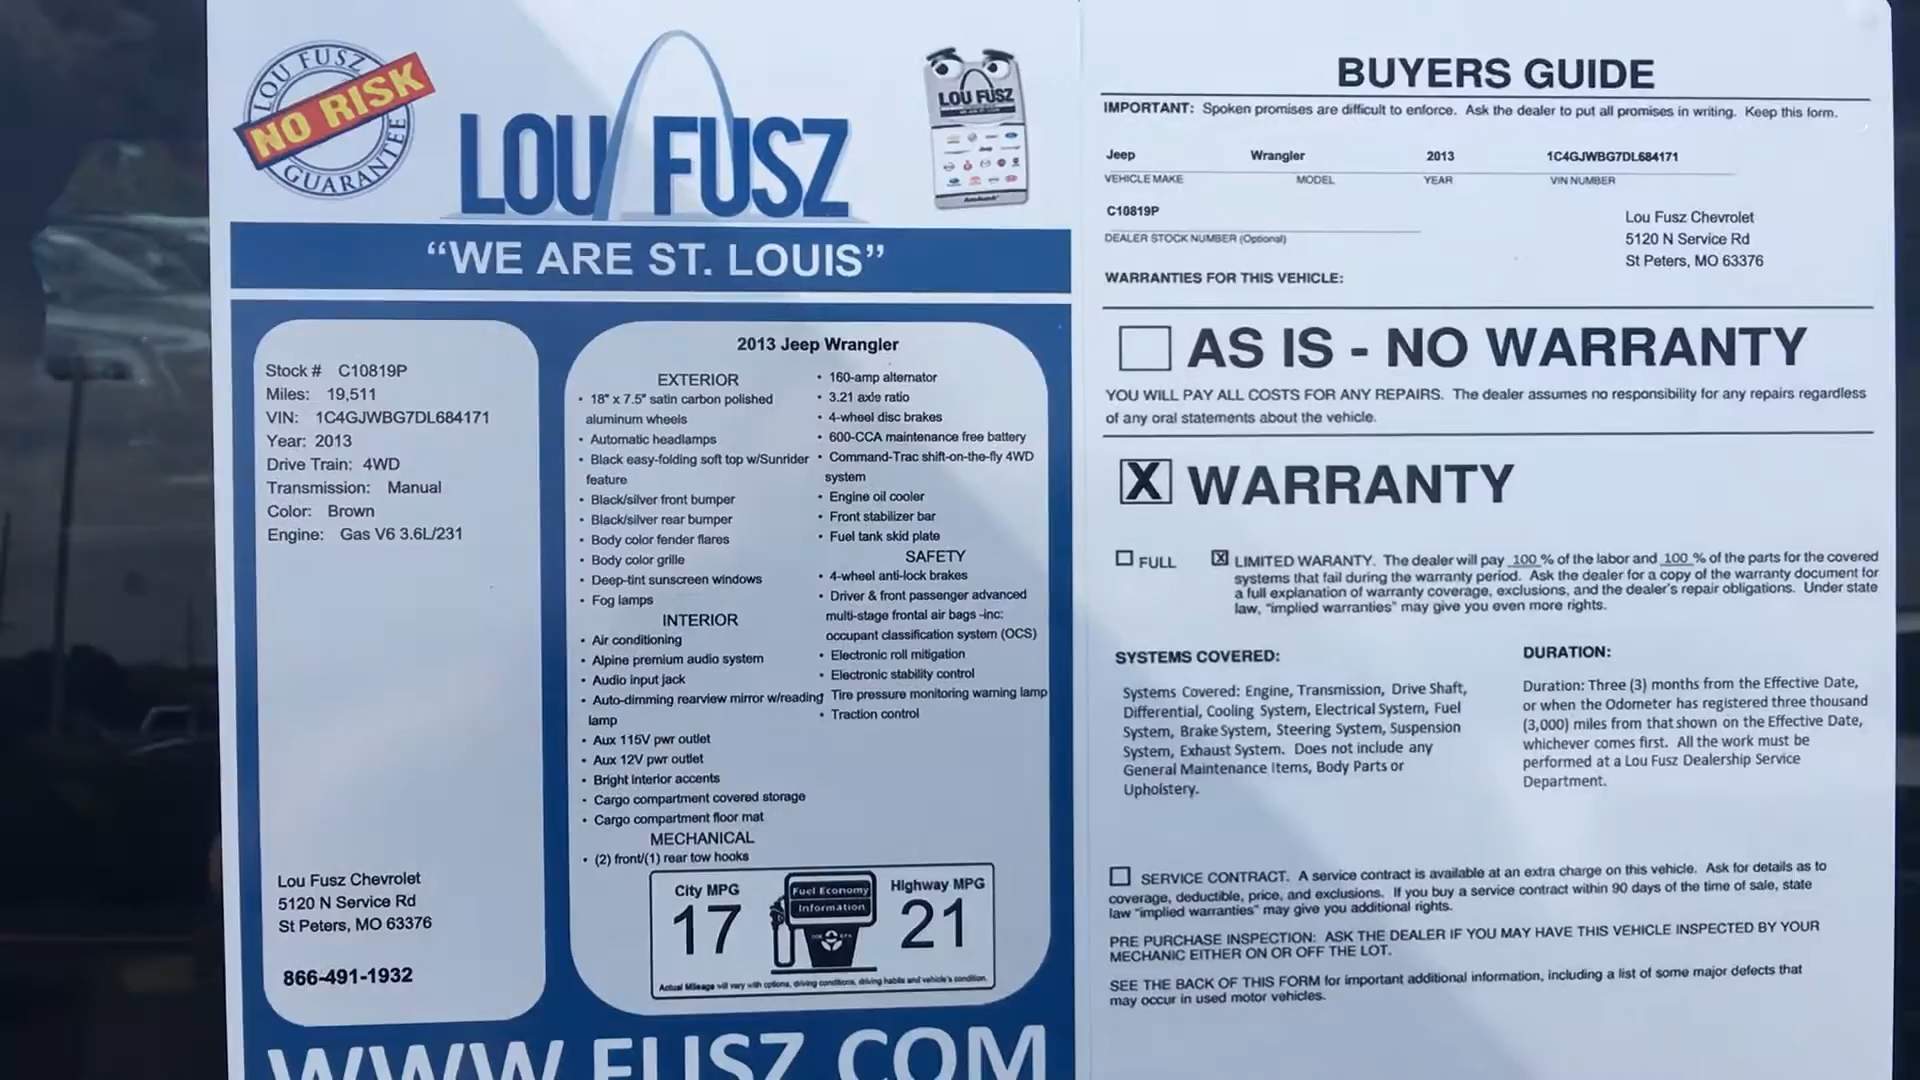 LOU FUSZ
NO RISK
GUARANTEE
LOU FUSZ
LOU FUSZ
"WE ARE ST. LOUIS"
Stock # C10819P
Miles: 19,511
VIN: 1C4GJWBG7DL684171
Year: 2013
Drive Train: 4WD
Transmission: Manual
Color: Brown
Engine: Gas V6 3.6L/231
Lou Fusz Chevrolet
5120 N Service Rd
St Peters, MO 63376
866-491-1932
2013 Jeep Wrangler
EXTERIOR
• 18" x 7.5" satin carbon polished
aluminum wheels
• Automatic headlamps
• Black easy-folding soft top w/Sunrider
feature
• Black/silver front bumper
• Black/silver rear bumper
• Body color fender flares
• Body color grille
• Deep-tint sunscreen windows
• Fog lamps
INTERIOR
• Air conditioning
• Alpine premium audio system
• Audio input jack
• Auto-dimming rearview mirror w/reading
lamp
• Aux 115V pwr outlet
• Aux 12V pwr outlet
• Bright interior accents
• Cargo compartment covered storage
• Cargo compartment floor mat
MECHANICAL
• (2) front/(1) rear tow hooks
• 160-amp alternator
• 3.21 axle ratio
• 4-wheel disc brakes
• 600-CCA maintenance free battery
• Command-Trac shift-on-the-fly 4WD
system
• Engine oil cooler
• Front stabilizer bar
• Fuel tank skid plate
SAFETY
• 4-wheel anti-lock brakes
• Driver & front passenger advanced
multi-stage frontal air bags -inc:
occupant classification system (OCS)
• Electronic roll mitigation
• Electronic stability control
Tire pressure monitoring warning lamp
• Traction control
City MPG
17
Fuel Economy
Information
Highway MPG
21
Actual Mileage will vary with options, driving conditions, driving habits and vehicle's condition.
WWW.FUSZ.COM
BUYERS GUIDE
IMPORTANT: Spoken promises are difficult to enforce. Ask the dealer to put all promises in writing. Keep this form.
Jeep Wrangler 2013 1C4GJWBG7DL684171
VEHICLE MAKE MODEL YEAR VIN NUMBER
C10819P
DEALER STOCK NUMBER (Optional)
Lou Fusz Chevrolet
5120 N Service Rd
St Peters, MO 63376
WARRANTIES FOR THIS VEHICLE:
AS IS - NO WARRANTY
YOU WILL PAY ALL COSTS FOR ANY REPAIRS. The dealer assumes no responsibility for any repairs regardless
of any oral statements about the vehicle.
X WARRANTY
FULL
X LIMITED WARANTY. The dealer will pay 100 % of the labor and 100 % of the parts for the covered
systems that fail during the warranty period. Ask the dealer for a copy of the warranty document for
a full explanation of warranty coverage, exclusions, and the dealer's repair obligations. Under state
law, "implied warranties" may give you even more rights.
SYSTEMS COVERED:
Systems Covered: Engine, Transmission, Drive Shaft,
Differential, Cooling System, Electrical System, Fuel
System, Brake System, Steering System, Suspension
System, Exhaust System. Does not include any
General Maintenance Items, Body Parts or
Upholstery.
DURATION:
Duration: Three (3) months from the Effective Date,
or when the Odometer has registered three thousand
(3,000) miles from that shown on the Effective Date,
whichever comes first. All the work must be
performed at a Lou Fusz Dealership Service
Department.
SERVICE CONTRACT. A service contract is available at an extra charge on this vehicle. Ask for details as to
coverage, deductible, price, and exclusions. If you buy a service contract within 90 days of the time of sale, state
law "implied warranties" may give you additional rights.
PRE PURCHASE INSPECTION: ASK THE DEALER IF YOU MAY HAVE THIS VEHICLE INSPECTED BY YOUR
MECHANIC EITHER ON OR OFF THE LOT.
SEE THE BACK OF THIS FORM for important additional information, including a list of some major defects that
may occur in used motor vehicles.